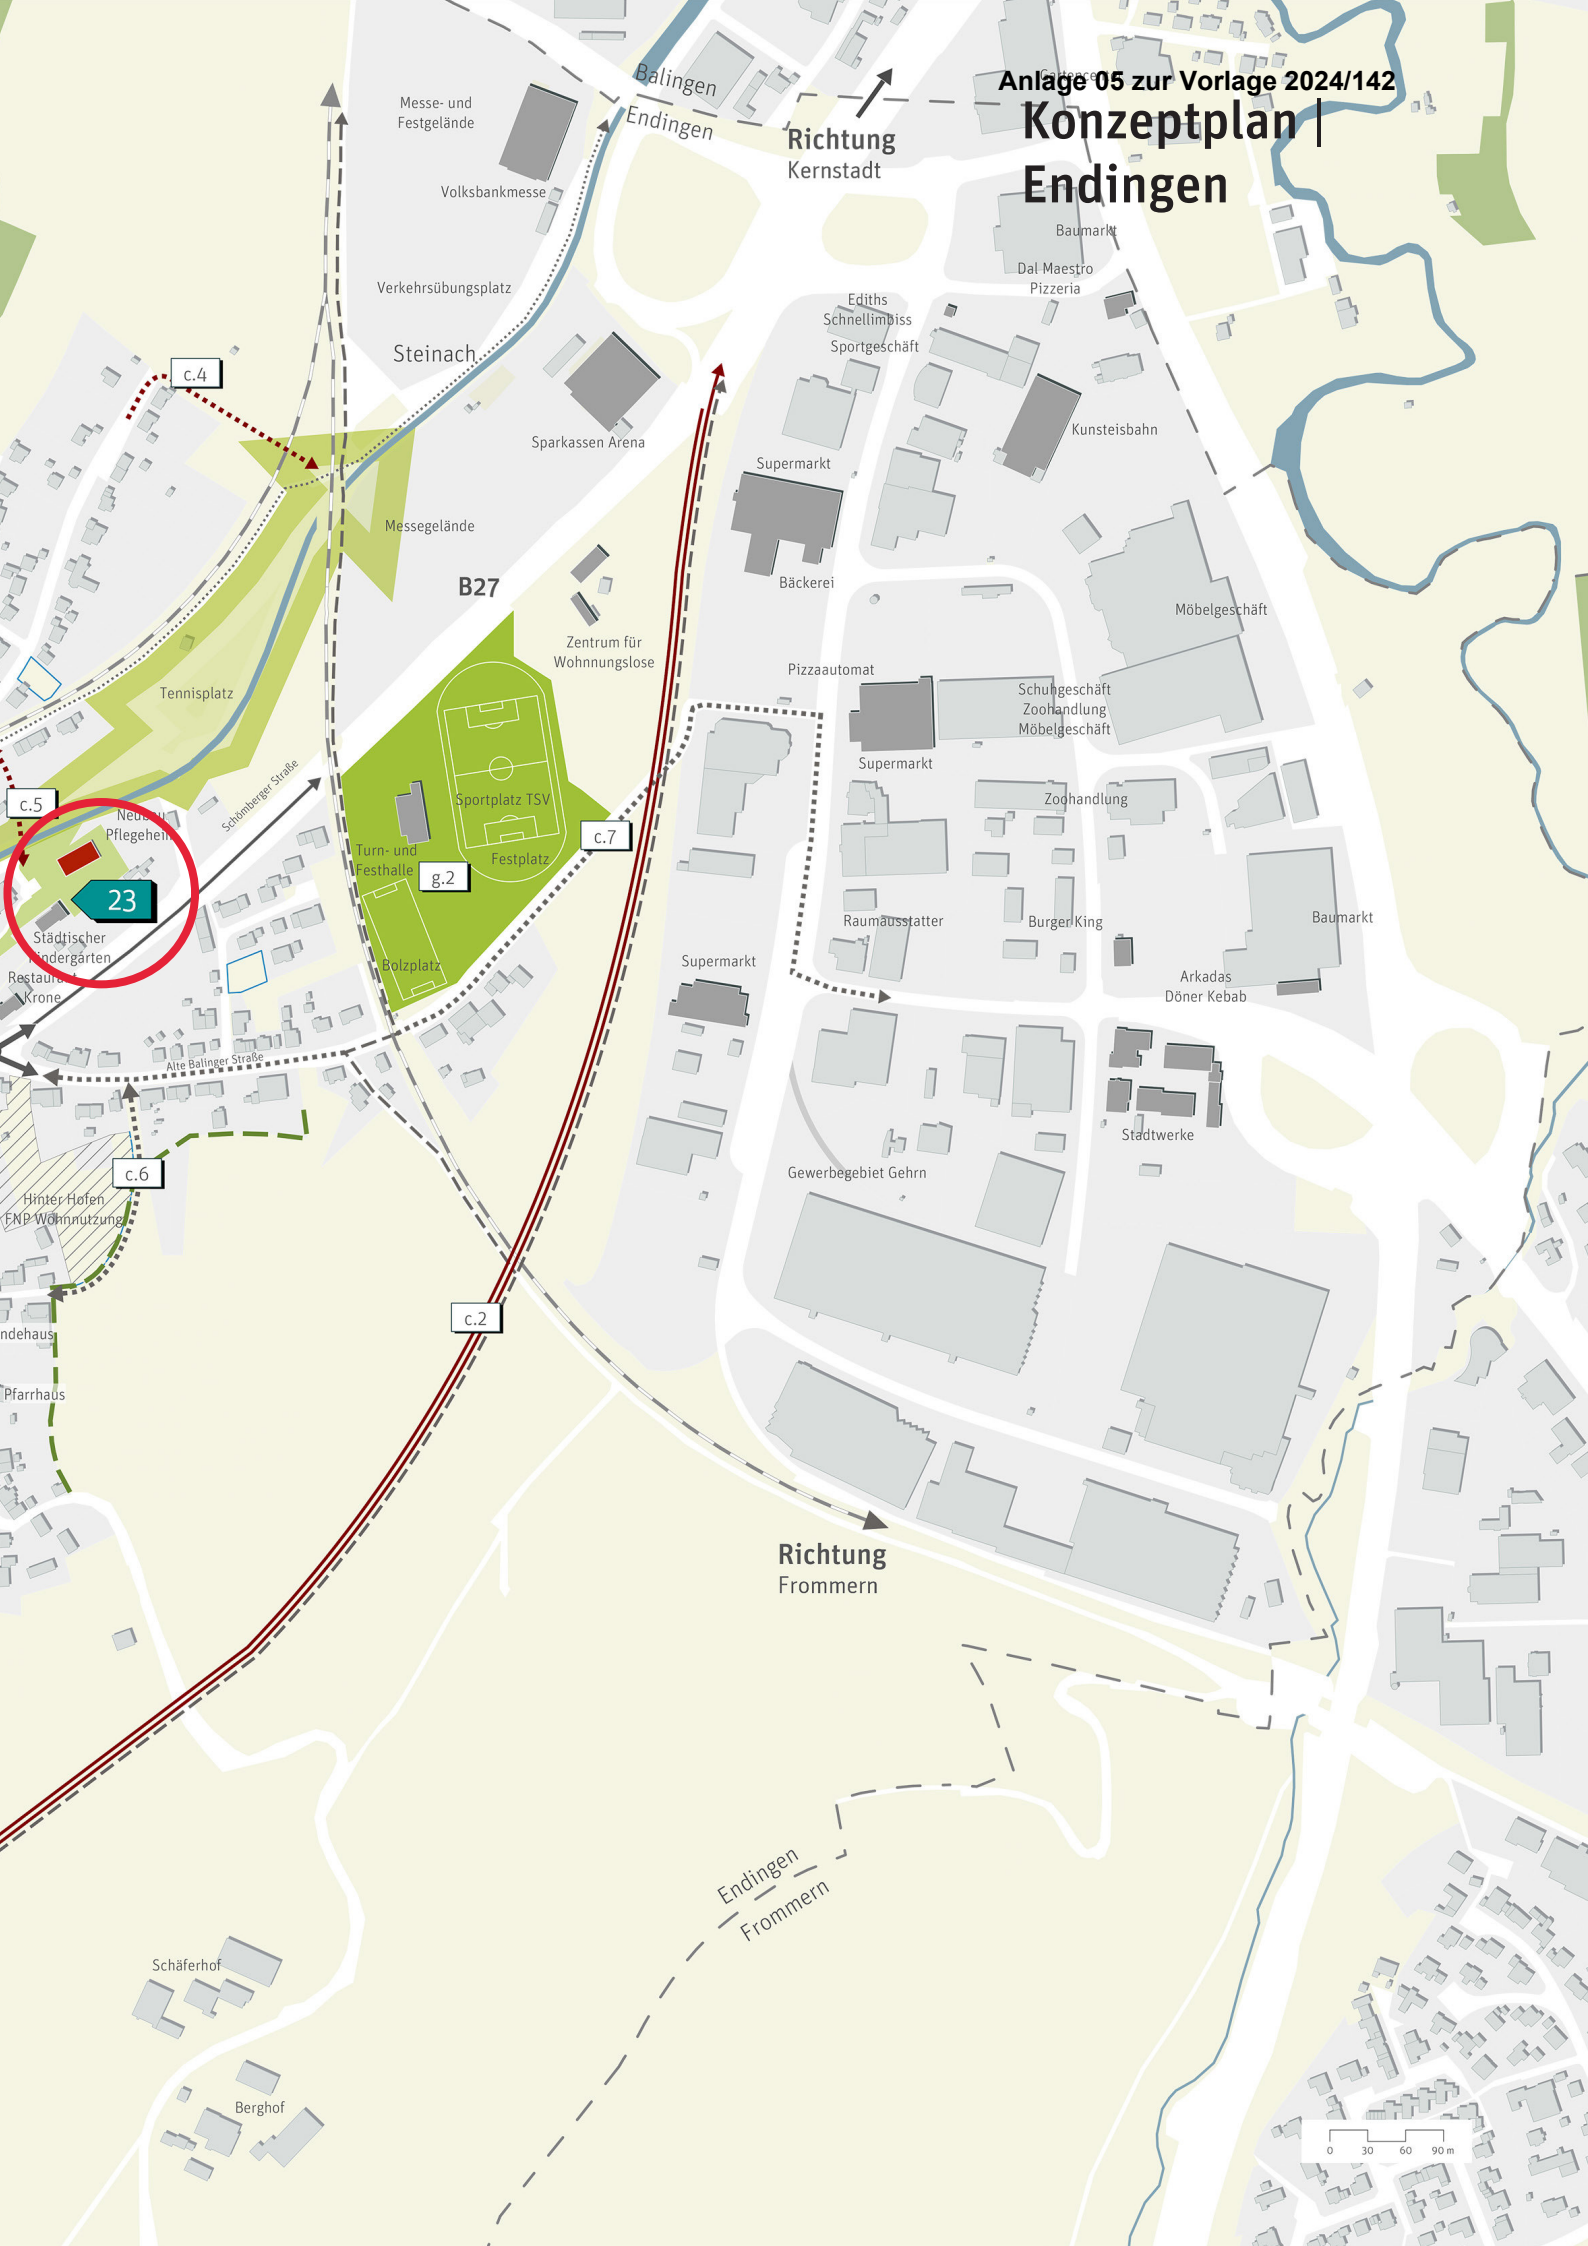 Anlage 05 zur Vorlage 2024/142
Konzeptplan |
Endingen
Balingen
Endingen
Messe- und
Festgelände
Volksbankmesse
Richtung
Kernstadt
Baumarkt
Dal Maestro
Pizzeria
Verkehrsübungsplatz
Ediths
Schnellimbiss
Sportgeschäft
Steinach
c.4
Sparkassen Arena
Kunsteisbahn
Supermarkt
Messegelände
B27
Bäckerei
Möbelgeschäft
Zentrum für
Wohnnungslose
Pizzaautomat
Tennisplatz
Schuhgeschäft
Zoohandlung
Möbelgeschäft
Supermarkt
Schömberger Straße
c.5
Neubau
Pflegeheim
Sportplatz TSV
Zoohandlung
c.7
Turn- und
Festhalle
Festplatz
g.2
23
Raumausstatter
Burger King
Baumarkt
Städtischer
Kindergarten
Restaurant
Krone
Bolzplatz
Supermarkt
Arkadas
Döner Kebab
Alte Balinger Straße
Stadtwerke
c.6
Gewerbegebiet Gehrn
Hinter Hofen
FNP Wohnnutzung
c.2
ndehaus
Pfarrhaus
Richtung
Frommern
Endingen
Frommern
Schäferhof
Berghof
0 30 60 90 m